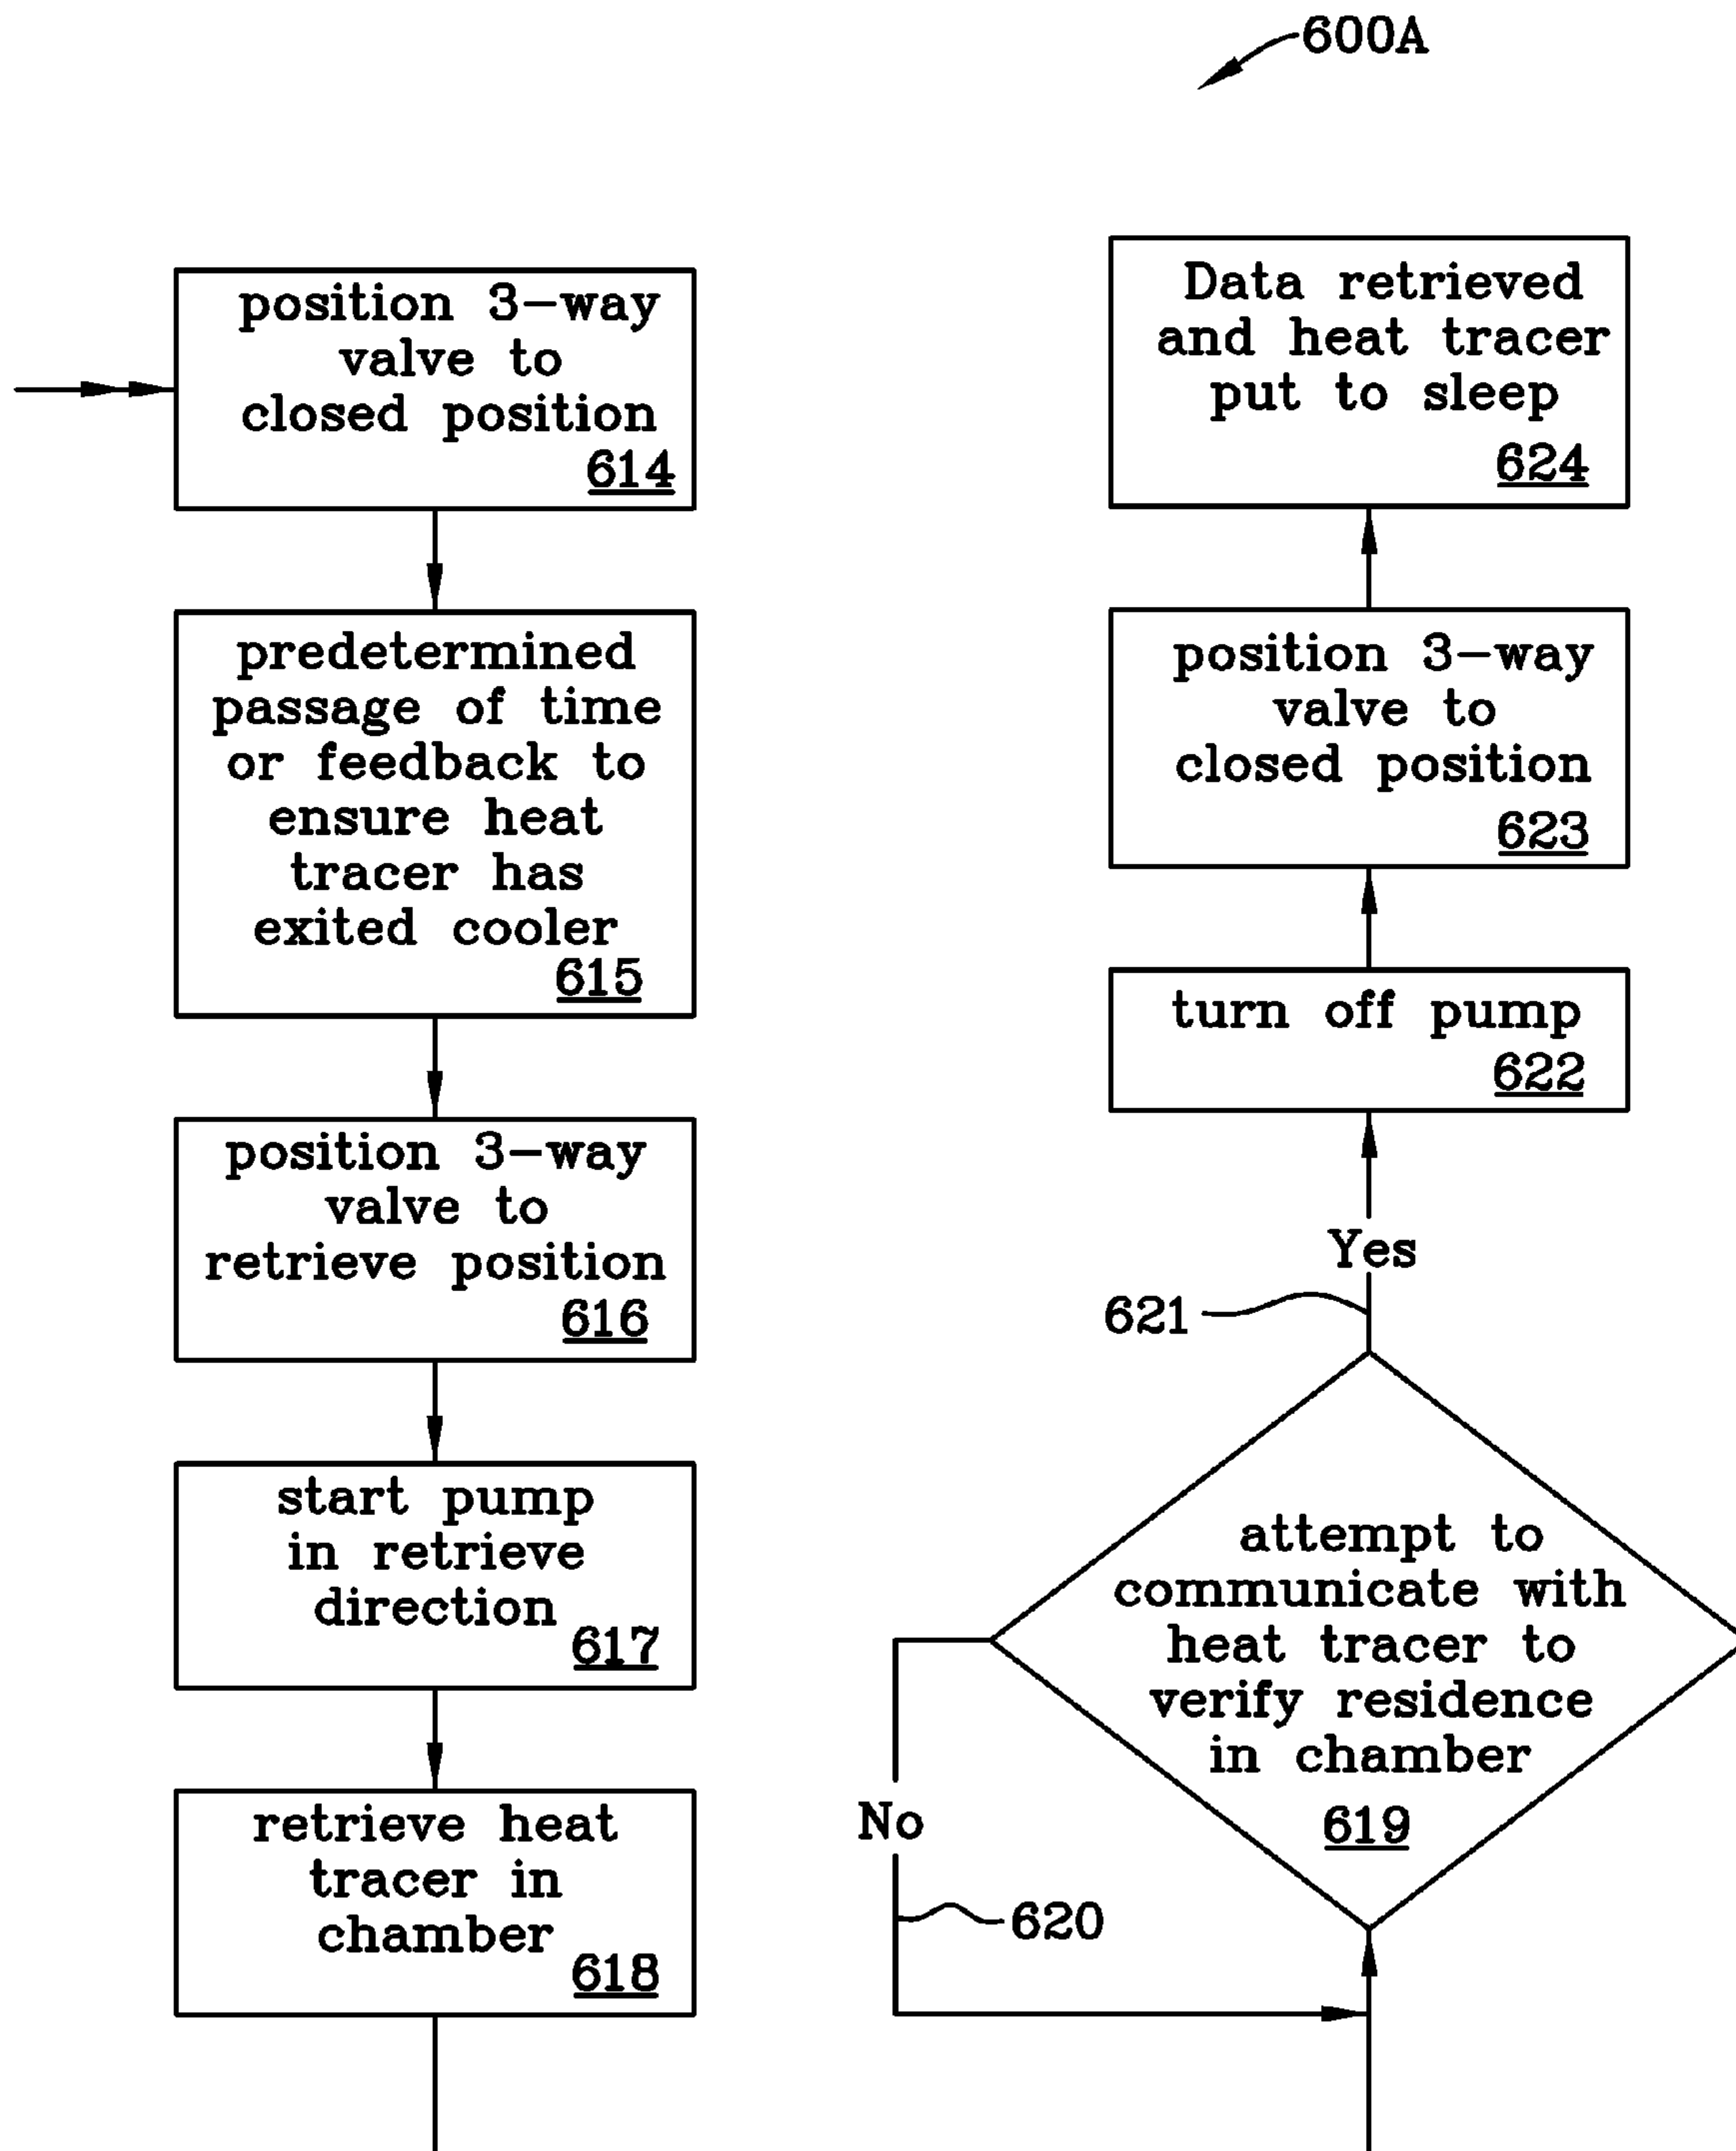 600A
position 3-way
valve to
closed position
614
predetermined
passage of time
or feedback to
ensure heat
tracer has
exited cooler
615
position 3-way
valve to
retrieve position
616
start pump
in retrieve
direction
617
retrieve heat
tracer in
chamber
618
attempt to
communicate with
heat tracer to
verify residence
in chamber
619
No
620
Yes
621
turn off pump
622
position 3-way
valve to
closed position
623
Data retrieved
and heat tracer
put to sleep
624